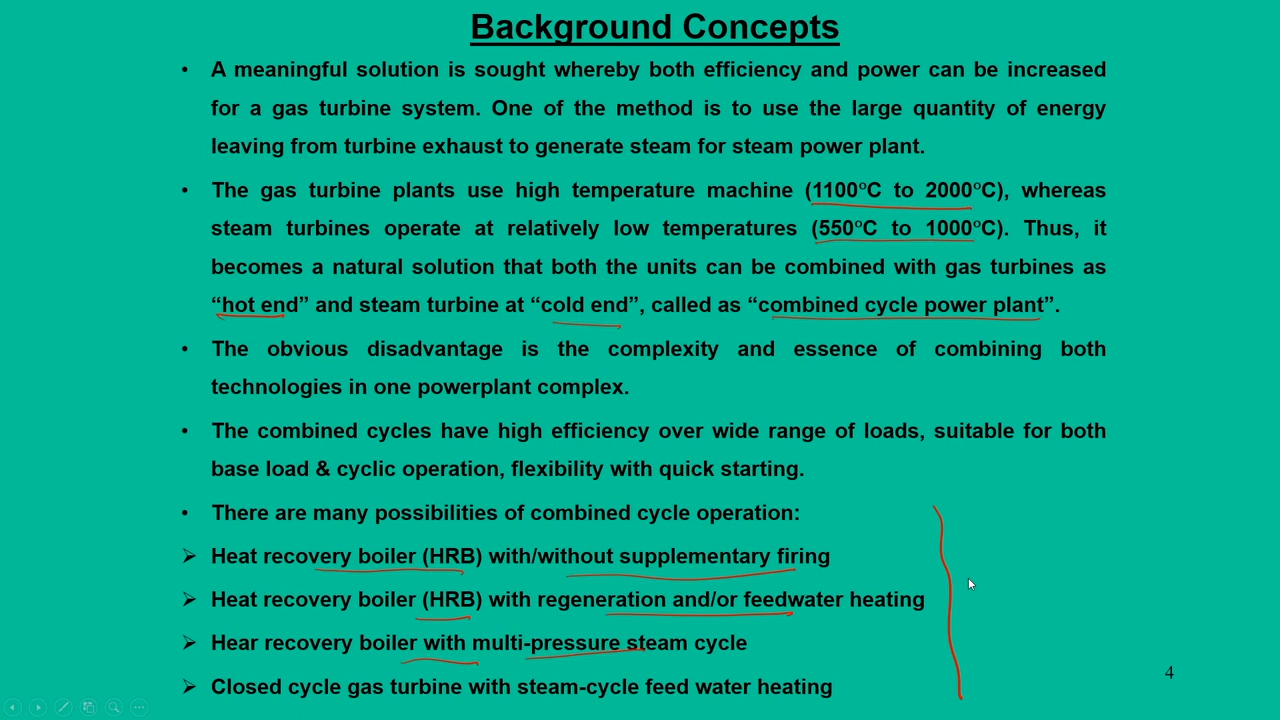 Background Concepts
• A meaningful solution is sought whereby both efficiency and power can be increased
for a gas turbine system. One of the method is to use the large quantity of energy
leaving from turbine exhaust to generate steam for steam power plant.
• The gas turbine plants use high temperature machine (1100°C to 2000°C), whereas
steam turbines operate at relatively low temperatures (550°C to 1000°C). Thus, it
becomes a natural solution that both the units can be combined with gas turbines as
“hot end” and steam turbine at “cold end”, called as “combined cycle power plant”.
• The obvious disadvantage is the complexity and essence of combining both
technologies in one powerplant complex.
• The combined cycles have high efficiency over wide range of loads, suitable for both
base load & cyclic operation, flexibility with quick starting.
• There are many possibilities of combined cycle operation:
➢ Heat recovery boiler (HRB) with/without supplementary firing
➢ Heat recovery boiler (HRB) with regeneration and/or feedwater heating
➢ Hear recovery boiler with multi-pressure steam cycle
➢ Closed cycle gas turbine with steam-cycle feed water heating
4